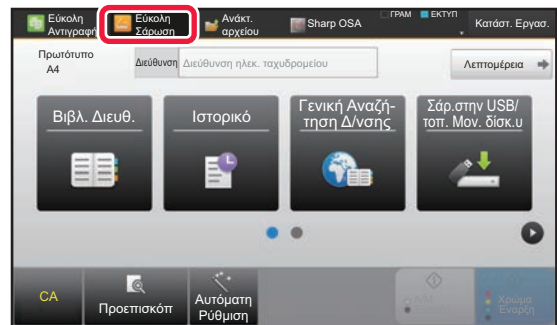 Εύκολη
Αντιγραφή
Εύκολη
Σάρωση
Ανάκτ.
αρχείου
Sharp OSA
ΓΡΑΜ
ΕΚΤΥΠ
Κατάστ. Εργασ.
Πρωτότυπο
A4
Διεύθυνση
Διεύθυνση ηλεκ. ταχυδρομείου
Λεπτομέρεια
Βιβλ. Διευθ.
Ιστορικό
Γενική Αναζή-
τηση Δ/νσης
Σάρ.στην USB/
τοπ. Μον. δίσκ.υ
CA
Προεπισκόπ
Αυτόματη
Ρύθμιση
Χρωμα
Έναρξη